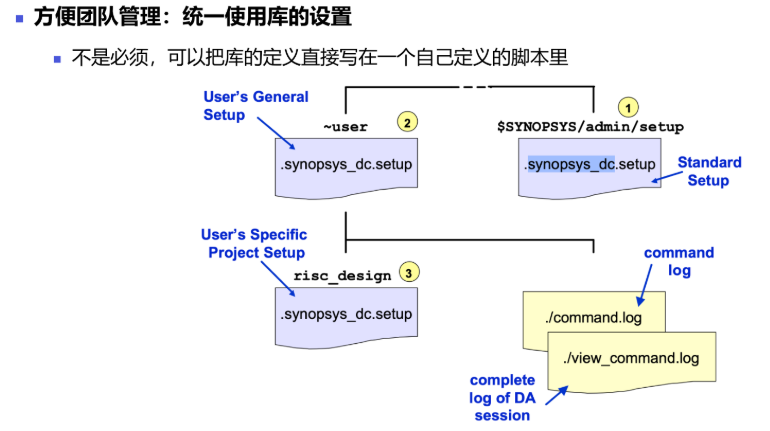 方便团队管理：统一使用库的设置
不是必须，可以把库的定义直接写在一个自己定义的脚本里
User's General
Setup
~user
2
.synopsys_dc.setup
1
$SYNOPSYS/admin/setup
.synopsys_dc.setup
Standard
Setup
User's Specific
Project Setup
risc_design
3
.synopsys_dc.setup
command
log
./command.log
./view_command.log
complete
log of DA
session